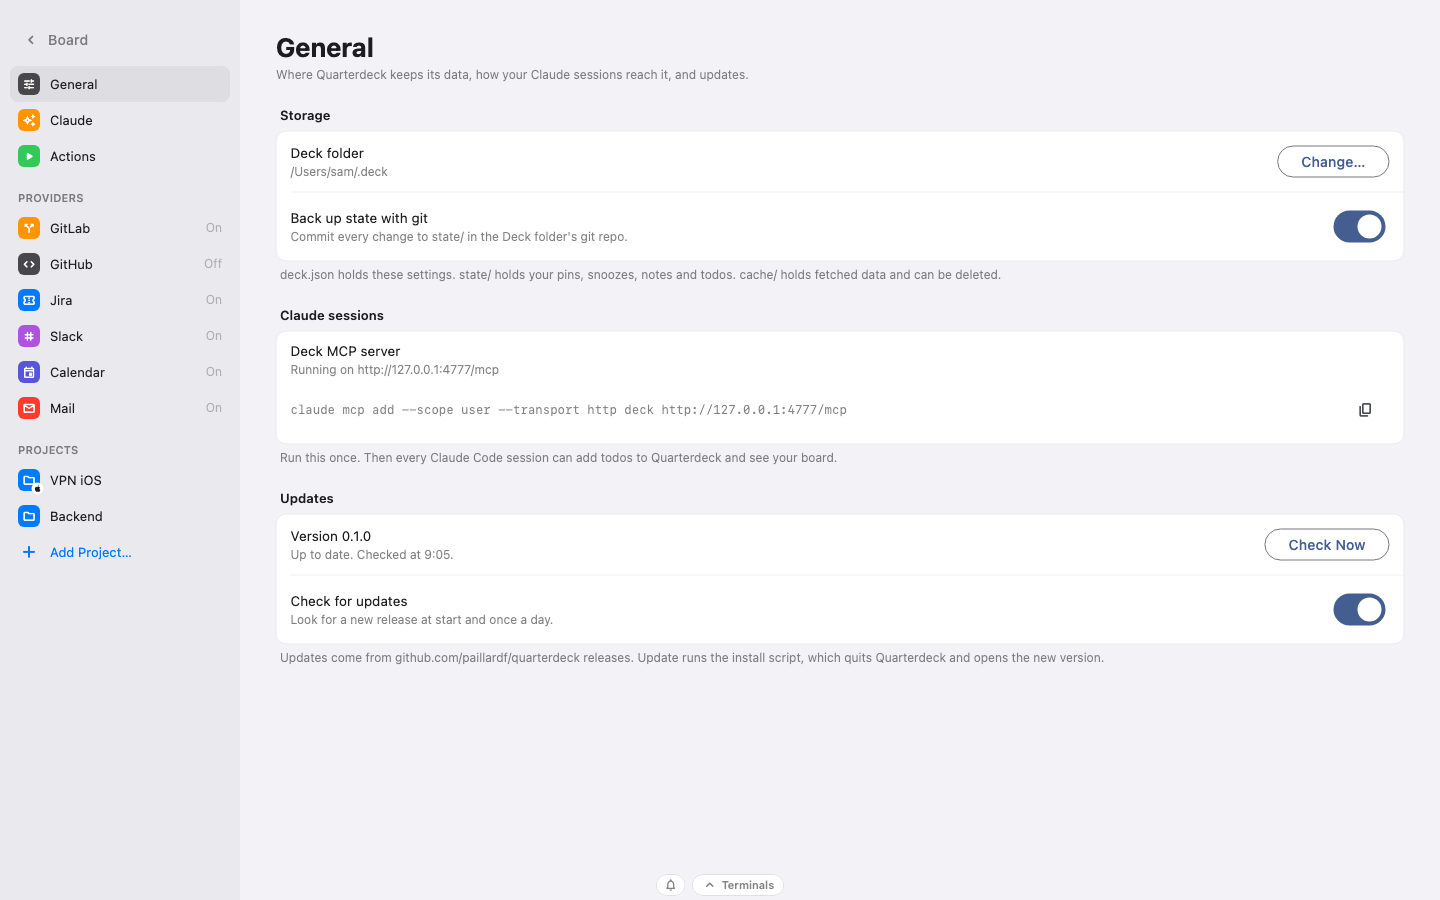 Board
General
Claude
Actions
PROVIDERS
GitLab On
GitHub Off
Jira On
Slack On
Calendar On
Mail On
PROJECTS
VPN iOS
Backend
Add Project...
General
Where Quarterdeck keeps its data, how your Claude sessions reach it, and updates.
Storage
Deck folder
/Users/sam/.deck
Change...
Back up state with git
Commit every change to state/ in the Deck folder's git repo.
deck.json holds these settings. state/ holds your pins, snoozes, notes and todos. cache/ holds fetched data and can be deleted.
Claude sessions
Deck MCP server
Running on http://127.0.0.1:4777/mcp
claude mcp add --scope user --transport http deck http://127.0.0.1:4777/mcp
Run this once. Then every Claude Code session can add todos to Quarterdeck and see your board.
Updates
Version 0.1.0
Up to date. Checked at 9:05.
Check Now
Check for updates
Look for a new release at start and once a day.
Updates come from github.com/paillardf/quarterdeck releases. Update runs the install script, which quits Quarterdeck and opens the new version.
Terminals